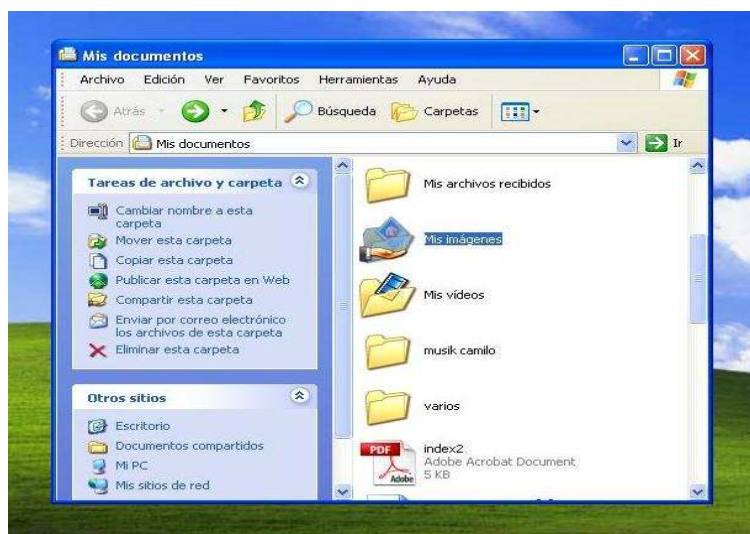 Mis documentos
Archivo Edición Ver Favoritos Herramientas Ayuda
Atrás Búsqueda Carpetas
Dirección Mis documentos Ir
Tareas de archivo y carpeta
Cambiar nombre a esta
carpeta
Mover esta carpeta
Copiar esta carpeta
Publicar esta carpeta en Web
Compartir esta carpeta
Enviar por correo electrónico
los archivos de esta carpeta
Eliminar esta carpeta
Otros sitios
Escritorio
Documentos compartidos
Mi PC
Mis sitios de red
Mis archivos recibidos
Mis imágenes
Mis vídeos
musik camilo
varios
PDF
Adobe
index2
Adobe Acrobat Document
5 KB